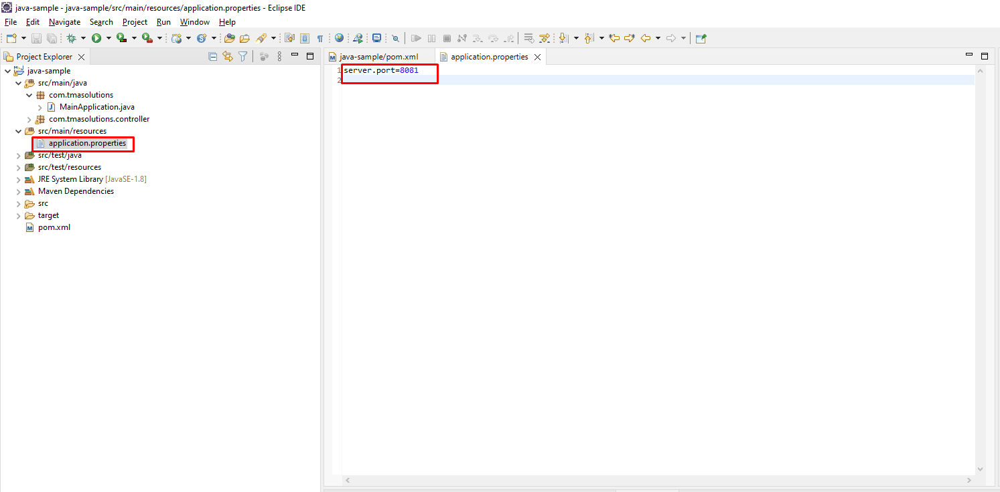 java-sample - java-sample/src/main/resources/application.properties - Eclipse IDE
File Edit Navigate Search Project Run Window Help
Project Explorer
java-sample
src/main/java
com.tmasolutions
MainApplication.java
com.tmasolutions.controller
src/main/resources
application.properties
src/test/java
src/test/resources
JRE System Library [JavaSE-1.8]
Maven Dependencies
src
target
pom.xml
java-sample/pom.xml application.properties
1 server.port=8081
2